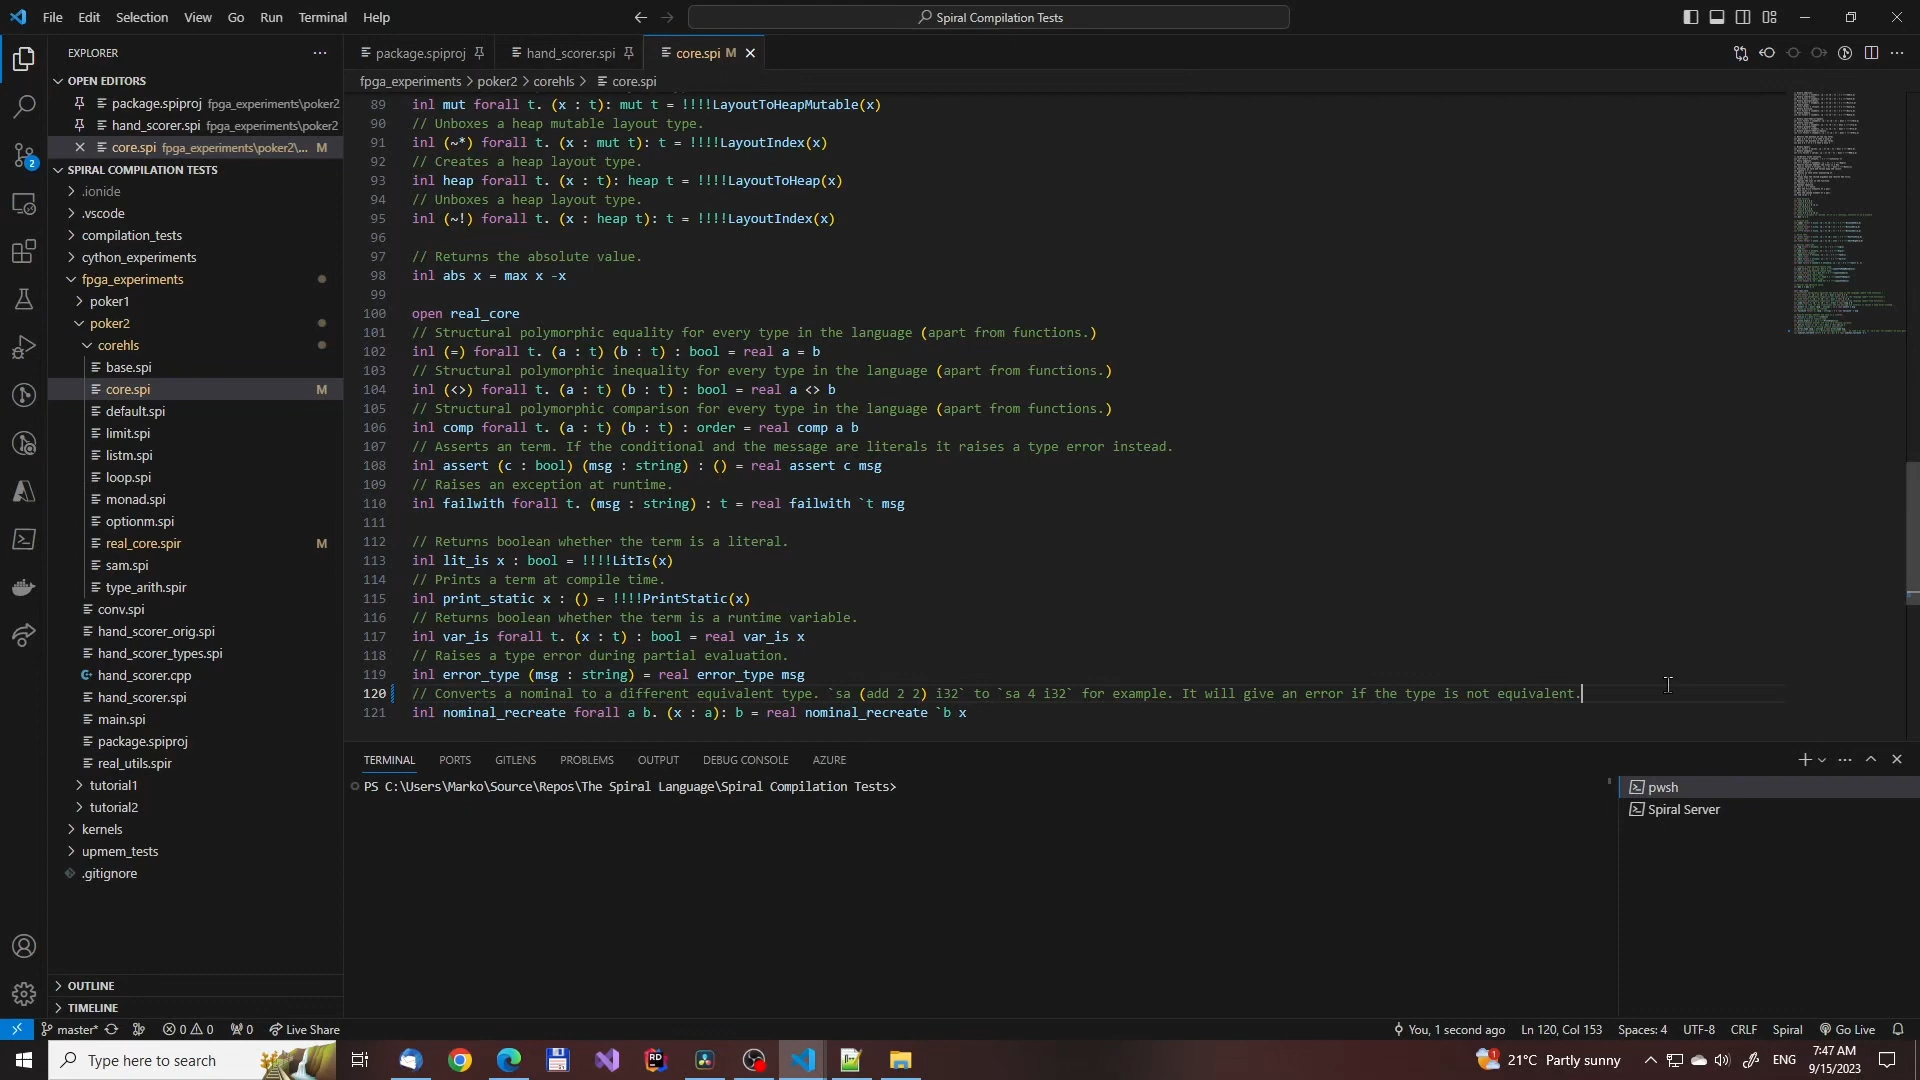 File Edit Selection View Go Run Terminal Help
Spiral Compilation Tests
EXPLORER
OPEN EDITORS
package.spiproj fpga_experiments\poker2
hand_scorer.spi fpga_experiments\poker2
core.spi fpga_experiments\poker2\... M
SPIRAL COMPILATION TESTS
.ionide
.vscode
compilation_tests
cython_experiments
fpga_experiments
poker1
poker2
corehls
base.spi
core.spi M
default.spi
limit.spi
listm.spi
loop.spi
monad.spi
optionm.spi
real_core.spir M
sam.spi
type_arith.spir
conv.spi
hand_scorer_orig.spi
hand_scorer_types.spi
hand_scorer.cpp
hand_scorer.spi
main.spi
package.spiproj
real_utils.spir
tutorial1
tutorial2
kernels
upmem_tests
.gitignore
OUTLINE
TIMELINE
2
package.spiproj hand_scorer.spi core.spi M
fpga_experiments > poker2 > corehls > core.spi
89 inl mut forall t. (x : t): mut t = !!!!LayoutToHeapMutable(x)
90 // Unboxes a heap mutable layout type.
91 inl (~*) forall t. (x : mut t): t = !!!!LayoutIndex(x)
92 // Creates a heap layout type.
93 inl heap forall t. (x : t): heap t = !!!!LayoutToHeap(x)
94 // Unboxes a heap layout type.
95 inl (~!) forall t. (x : heap t): t = !!!!LayoutIndex(x)
96
97 // Returns the absolute value.
98 inl abs x = max x -x
99
100 open real_core
101 // Structural polymorphic equality for every type in the language (apart from functions.)
102 inl (=) forall t. (a : t) (b : t) : bool = real a = b
103 // Structural polymorphic inequality for every type in the language (apart from functions.)
104 inl (<>) forall t. (a : t) (b : t) : bool = real a <> b
105 // Structural polymorphic comparison for every type in the language (apart from functions.)
106 inl comp forall t. (a : t) (b : t) : order = real comp a b
107 // Asserts an term. If the conditional and the message are literals it raises a type error instead.
108 inl assert (c : bool) (msg : string) : () = real assert c msg
109 // Raises an exception at runtime.
110 inl failwith forall t. (msg : string) : t = real failwith `t msg
111
112 // Returns boolean whether the term is a literal.
113 inl lit_is x : bool = !!!!LitIs(x)
114 // Prints a term at compile time.
115 inl print_static x : () = !!!!PrintStatic(x)
116 // Returns boolean whether the term is a runtime variable.
117 inl var_is forall t. (x : t) : bool = real var_is x
118 // Raises a type error during partial evaluation.
119 inl error_type (msg : string) = real error_type msg
120 // Converts a nominal to a different equivalent type. `sa (add 2 2) i32` to `sa 4 i32` for example. It will give an error if the type is not equivalent.
121 inl nominal_recreate forall a b. (x : a): b = real nominal_recreate `b x
TERMINAL PORTS GITLENS PROBLEMS OUTPUT DEBUG CONSOLE AZURE
PS C:\Users\Marko\Source\Repos\The Spiral Language\Spiral Compilation Tests>
pwsh
Spiral Server
master* 0 0 0 Live Share
You, 1 second ago Ln 120, Col 153 Spaces: 4 UTF-8 CRLF Spiral Go Live
Type here to search
21°C Partly sunny
ENG
7:47 AM
9/15/2023